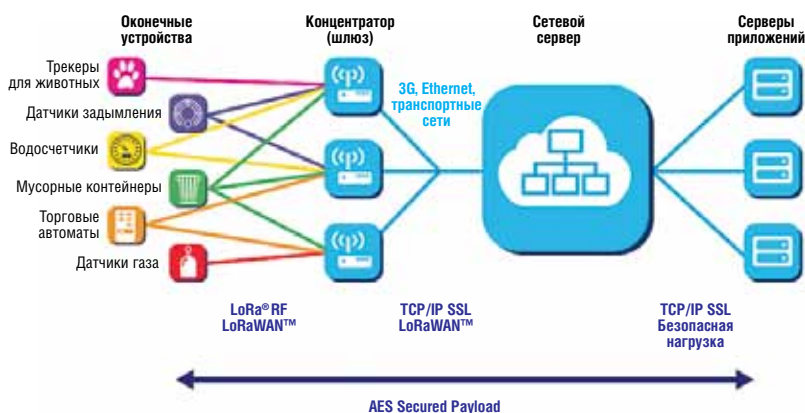 Оконечные
устройства
Концентратор
(шлюз)
Сетевой
сервер
Серверы
приложений
Трекеры
для животных
Датчики задымления
Водосчетчики
Мусорные контейнеры
Торговые
автоматы
Датчики газа
3G, Ethernet,
транспортные
сети
LoRa® RF
LoRaWAN™
TCP/IP SSL
LoRaWAN™
TCP/IP SSL
Безопасная
нагрузка
AES Secured Payload